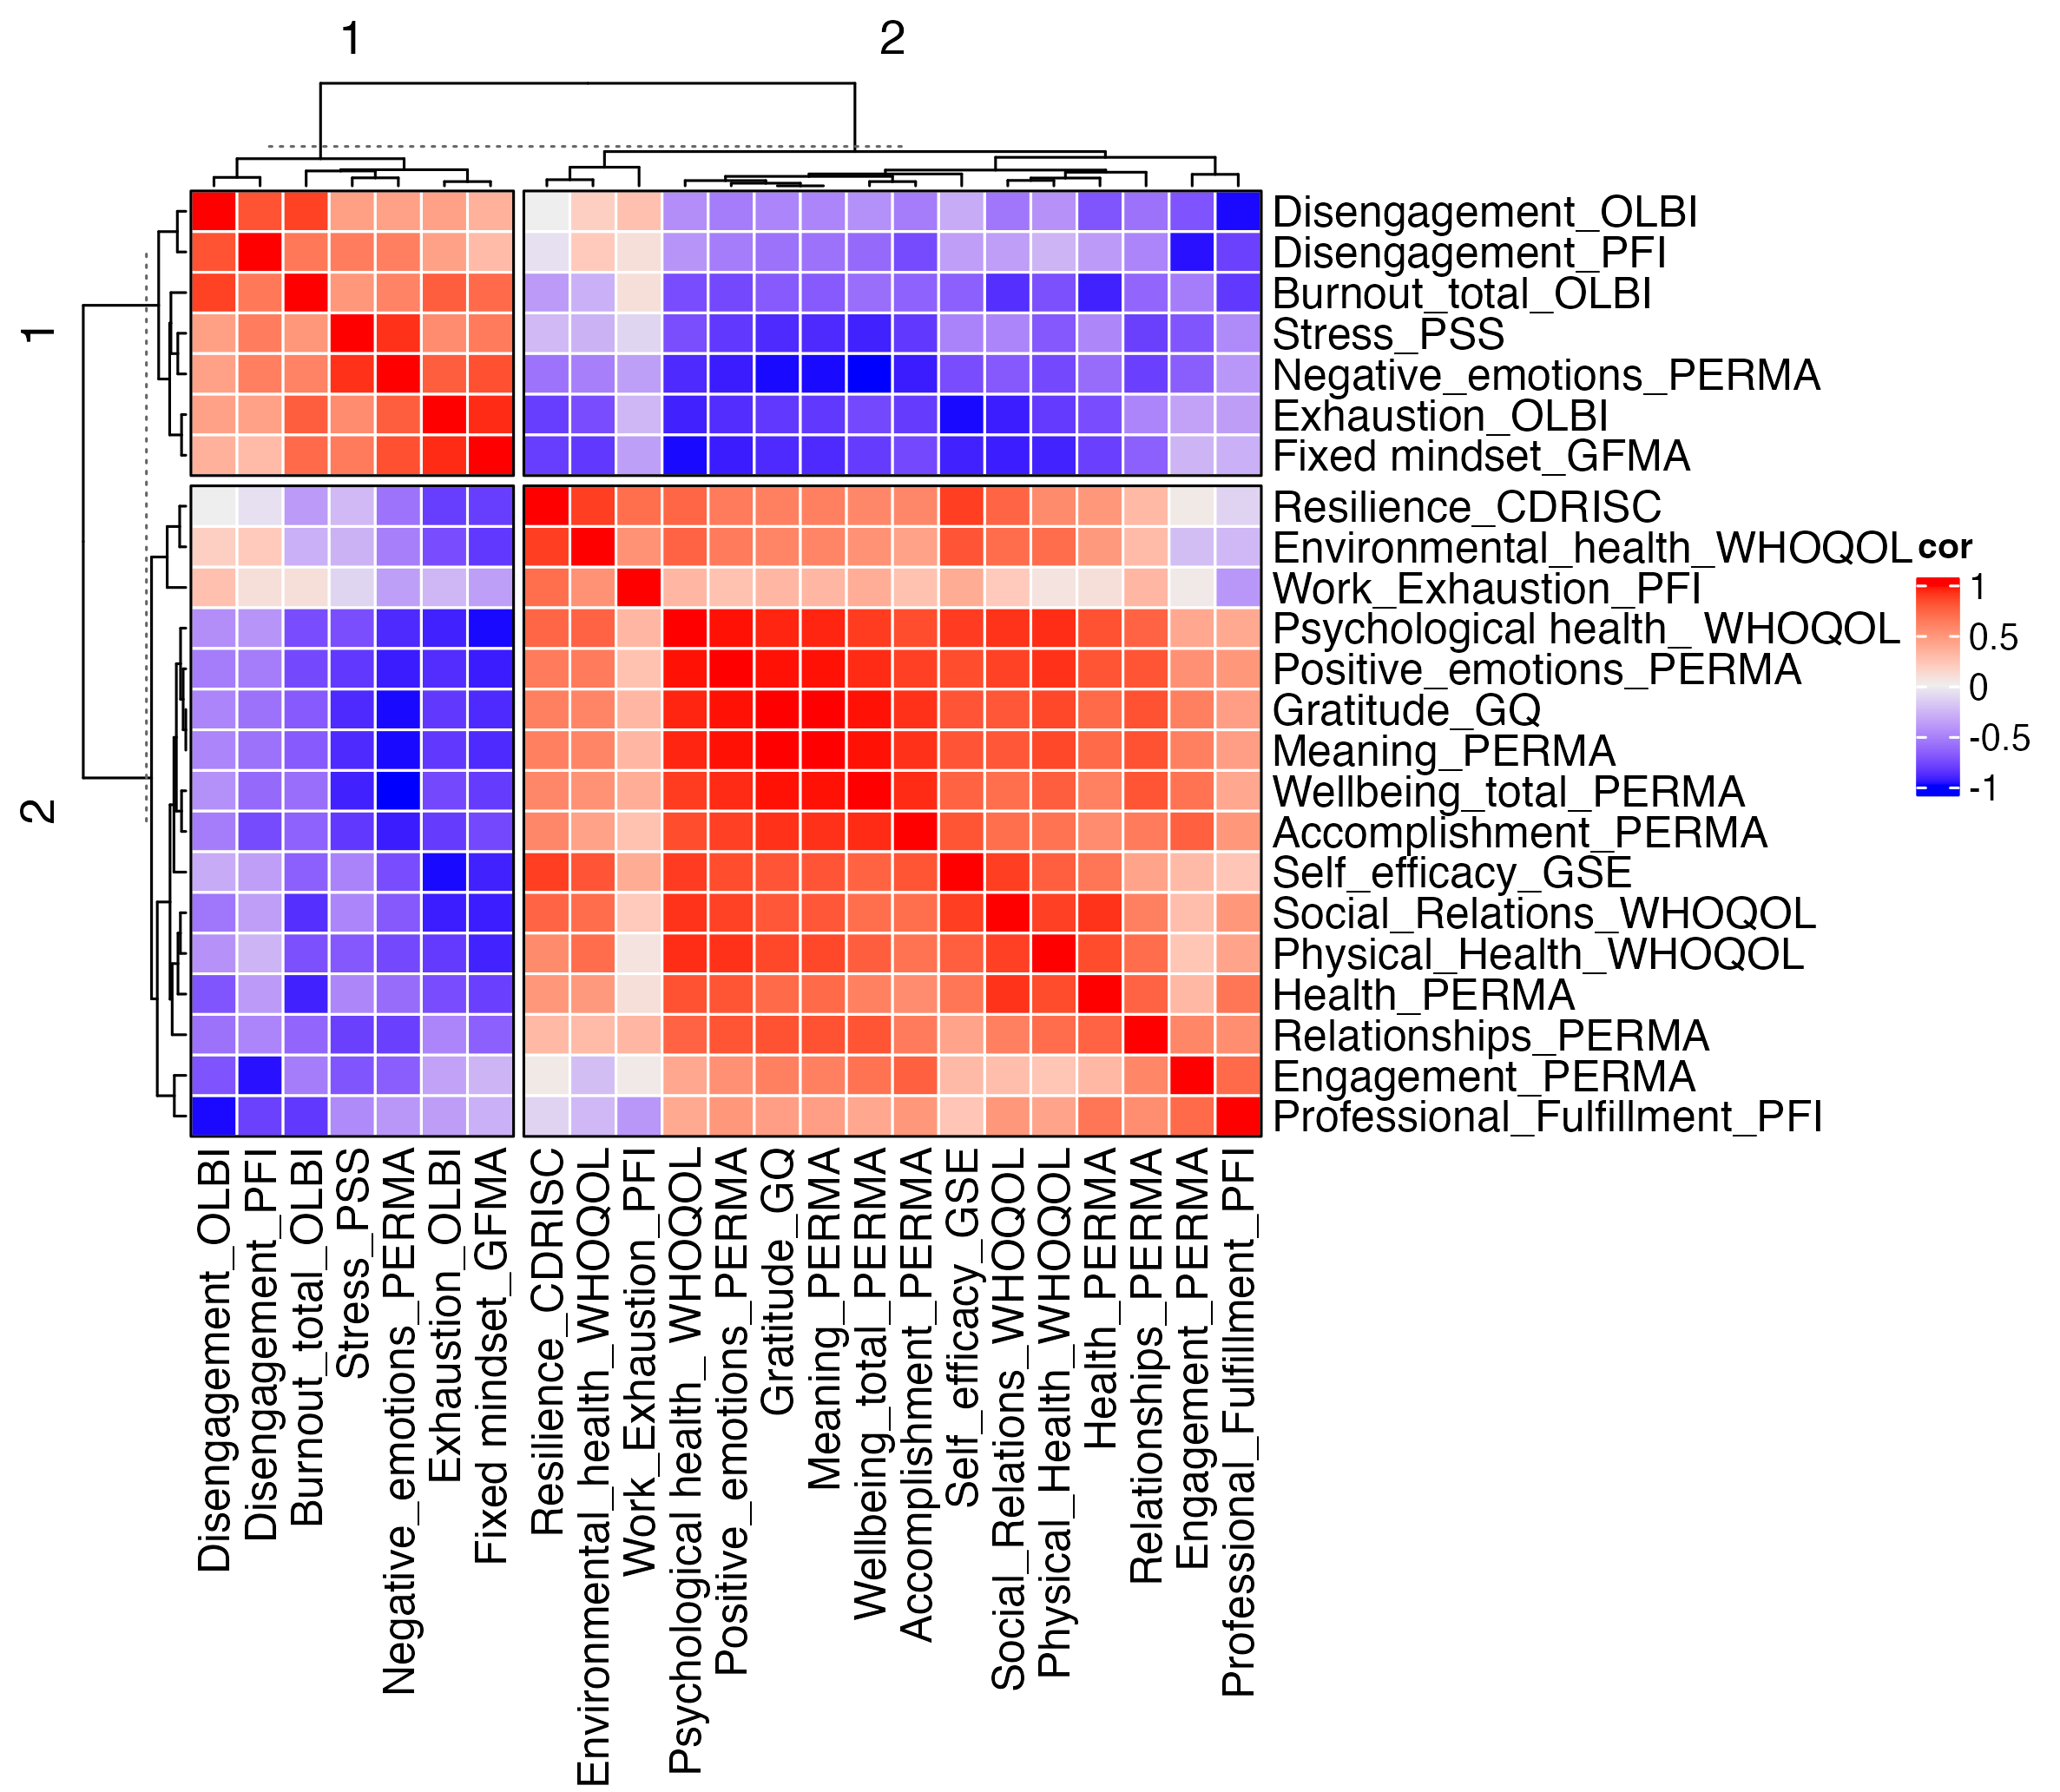 1
2
1
2
Disengagement_OLBI
Disengagement_PFI
Burnout_total_OLBI
Stress_PSS
Negative_emotions_PERMA
Exhaustion_OLBI
Fixed mindset_GFMA
Resilience_CDRISC
Environmental_health_WHOQOL
Work_Exhaustion_PFI
Psychological health_ WHOQOL
Positive_emotions_PERMA
Gratitude_GQ
Meaning_PERMA
Wellbeing_total_PERMA
Accomplishment_PERMA
Self_efficacy_GSE
Social_Relations_WHOQOL
Physical_Health_WHOQOL
Health_PERMA
Relationships_PERMA
Engagement_PERMA
Professional_Fulfillment_PFI
cor
1
0.5
0
-0.5
-1
Disengagement_OLBI
Disengagement_PFI
Burnout_total_OLBI
Stress_PSS
Negative_emotions_PERMA
Exhaustion_OLBI
Fixed mindset_GFMA
Resilience_CDRISC
Environmental_health_WHOQOL
Work_Exhaustion_PFI
Psychological health_ WHOQOL
Positive_emotions_PERMA
Gratitude_GQ
Meaning_PERMA
Wellbeing_total_PERMA
Accomplishment_PERMA
Self_efficacy_GSE
Social_Relations_WHOQOL
Physical_Health_WHOQOL
Health_PERMA
Relationships_PERMA
Engagement_PERMA
Professional_Fulfillment_PFI